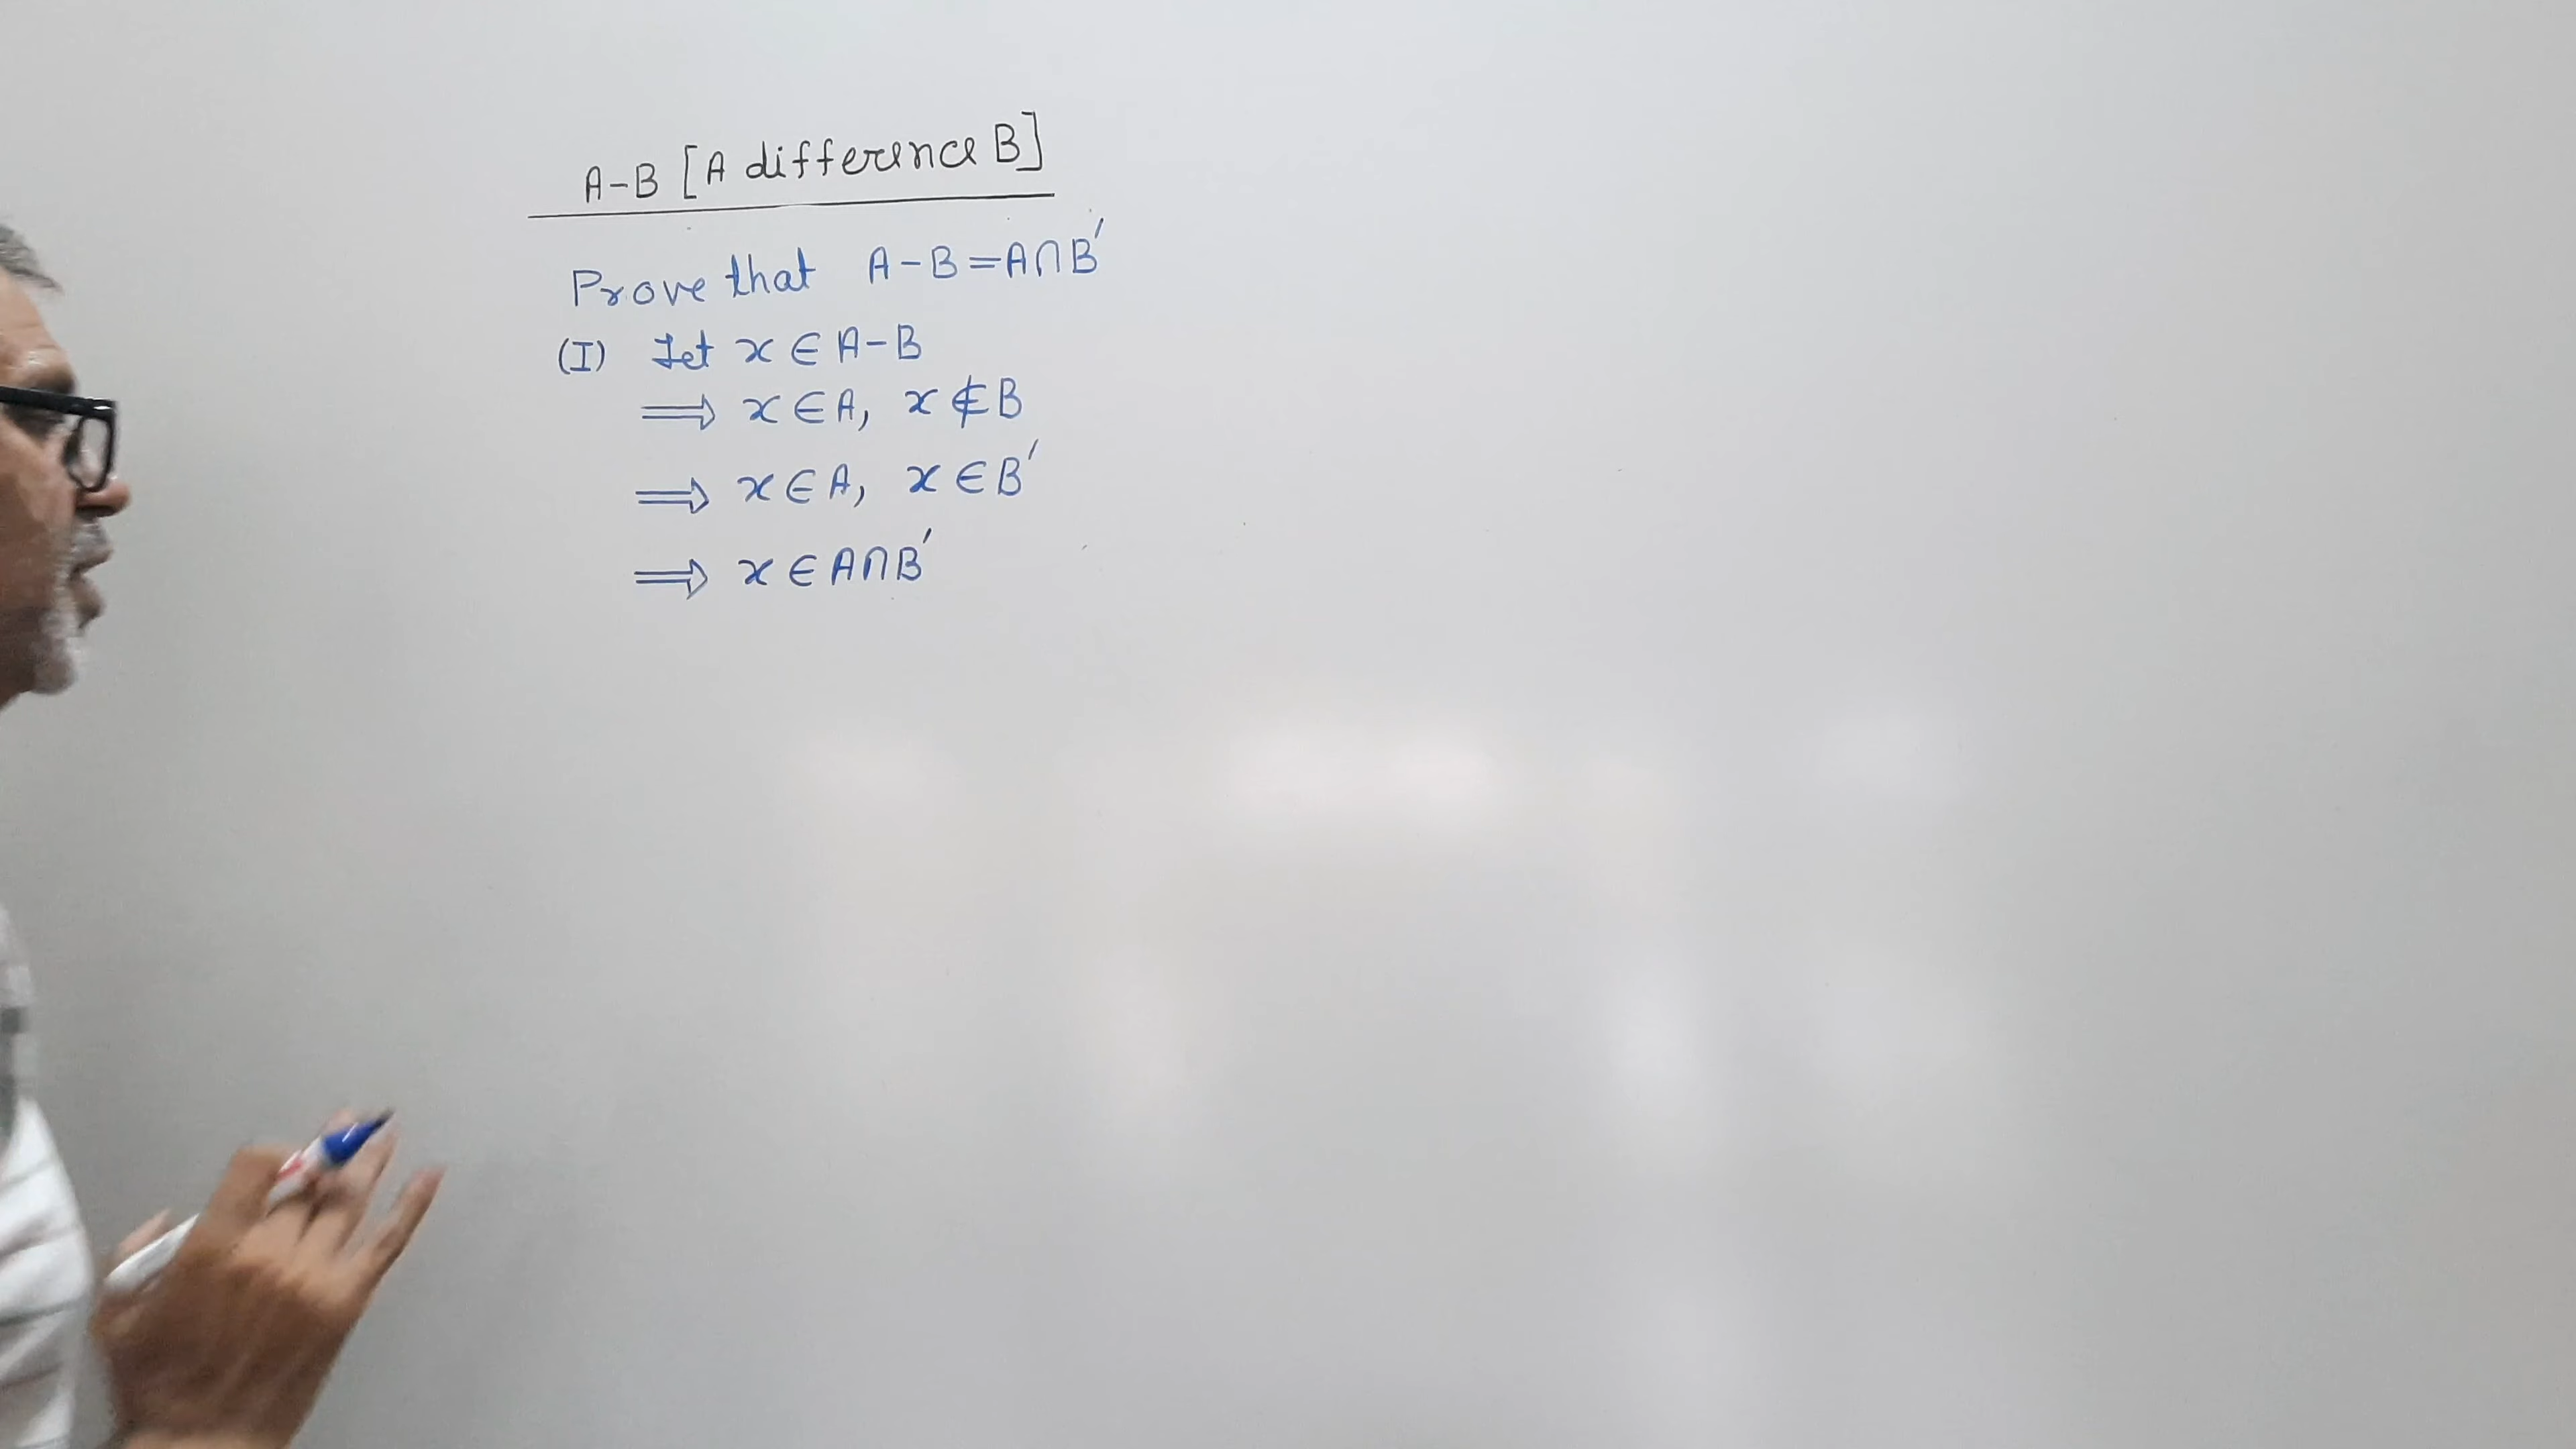 A-B [A difference B]
Prove that A-B=A∩B′
(I) Let x ∈ A-B
⟹ x ∈ A, x ∉ B
⟹ x ∈ A, x ∈ B′
⟹ x ∈ A∩B′